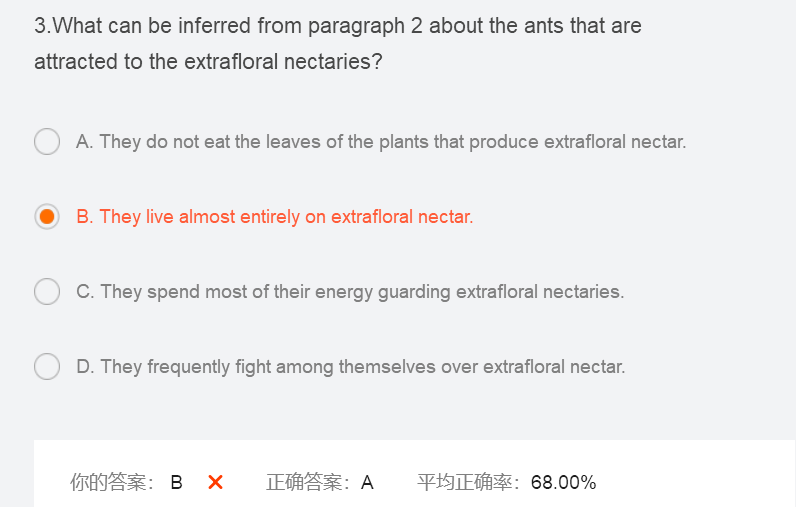 3.What can be inferred from paragraph 2 about the ants that are
attracted to the extrafloral nectaries?
A. They do not eat the leaves of the plants that produce extrafloral nectar.
B. They live almost entirely on extrafloral nectar.
C. They spend most of their energy guarding extrafloral nectaries.
D. They frequently fight among themselves over extrafloral nectar.
你的答案： B 正确答案：A 平均正确率：68.00%